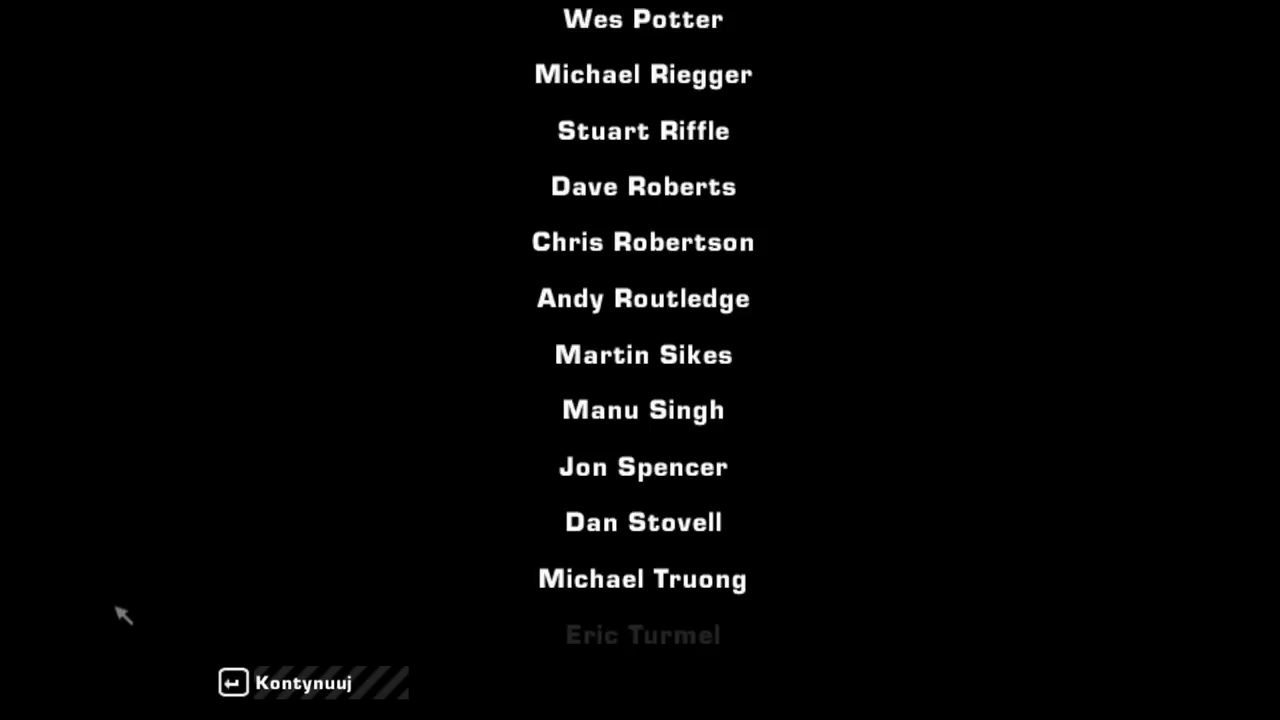 Wes Potter
Michael Riegger
Stuart Riffle
Dave Roberts
Chris Robertson
Andy Routledge
Martin Sikes
Manu Singh
Jon Spencer
Dan Stovell
Michael Truong
Eric Turmel
Kontynuuj